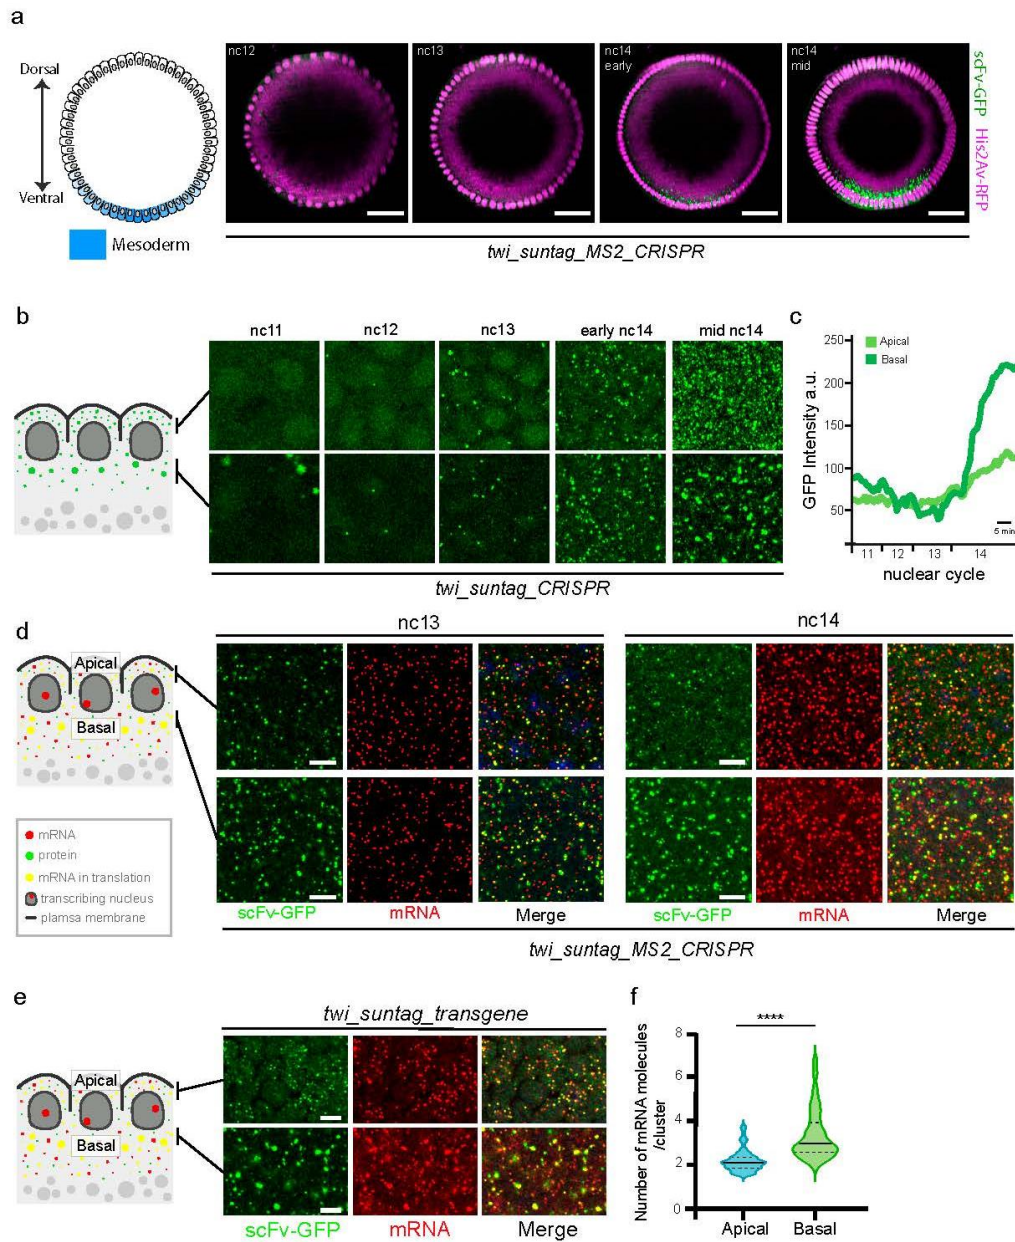 a
Dorsal
Ventral
Mesoderm
nc12
nc13
nc14
early
nc14
mid
scFv-GFP
His2Av-RFP
twi_suntag_MS2_CRISPR
b
nc11
nc12
nc13
early nc14
mid nc14
twi_suntag_CRISPR
c
250
200
150
100
50
GFP Intensity a.u.
Apical
Basal
5 min
11
12
13
14
nuclear cycle
d
nc13
nc14
Apical
Basal
mRNA
protein
mRNA in translation
transcribing nucleus
plamsa membrane
scFv-GFP
mRNA
Merge
scFv-GFP
mRNA
Merge
twi_suntag_MS2_CRISPR
e
twi_suntag_transgene
Apical
Basal
scFv-GFP
mRNA
Merge
f
****
Number of mRNA molecules
/cluster
8
6
4
2
0
Apical
Basal